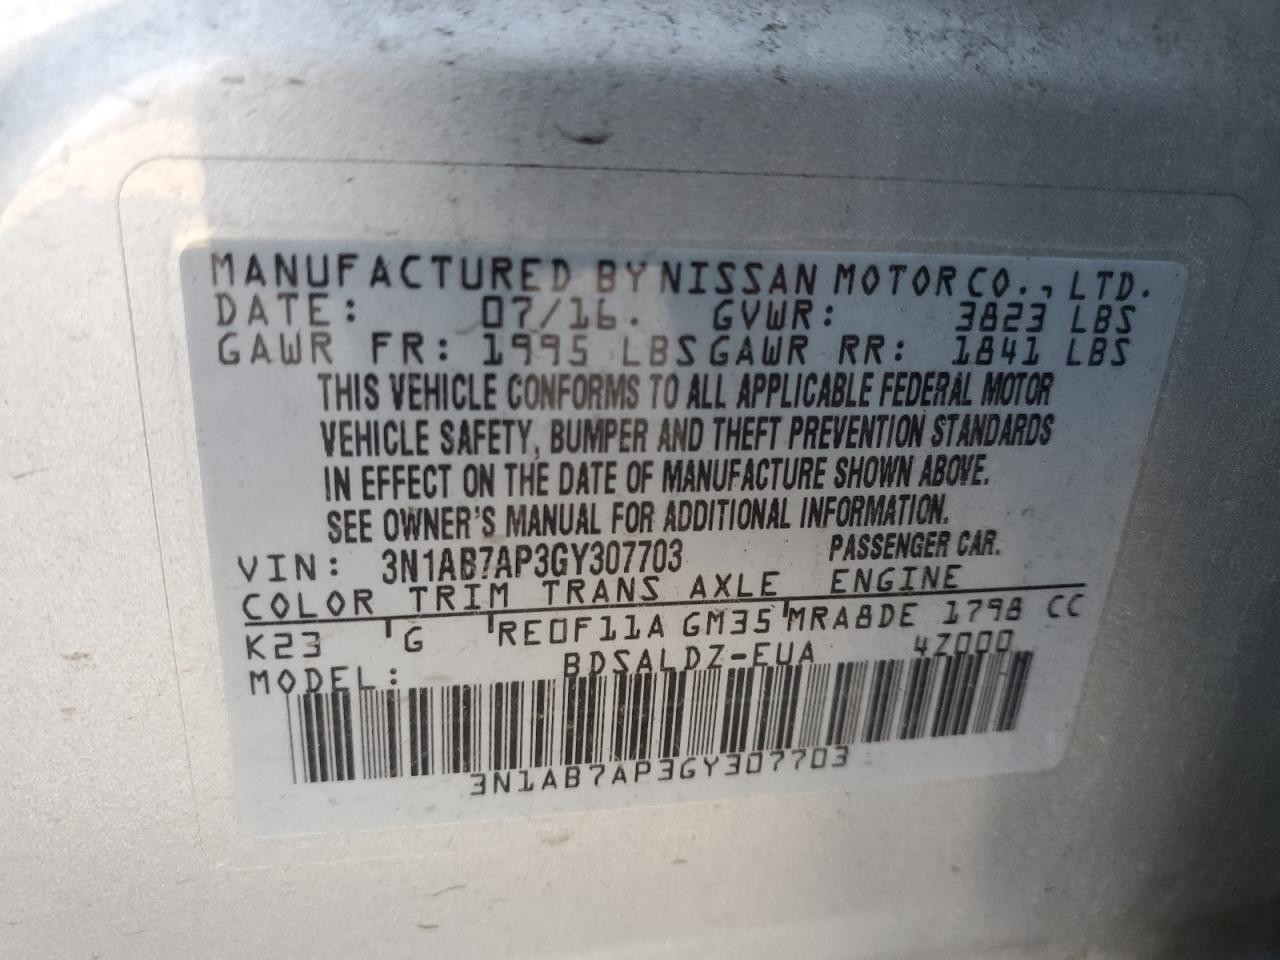 MANUFACTURED BY NISSAN MOTOR CO., LTD.
DATE: 07/16. GVWR: 3823 LBS
GAWR FR: 1995 LBS GAWR RR: 1841 LBS
THIS VEHICLE CONFORMS TO ALL APPLICABLE FEDERAL MOTOR
VEHICLE SAFETY, BUMPER AND THEFT PREVENTION STANDARDS
IN EFFECT ON THE DATE OF MANUFACTURE SHOWN ABOVE.
SEE OWNER'S MANUAL FOR ADDITIONAL INFORMATION.
VIN: 3N1AB7AP3GY307703 PASSENGER CAR.
COLOR TRIM TRANS AXLE ENGINE
K23 G RE0F11A GM35 MRA8DE 1798 CC
MODEL: BDSALDZ-EUA 4Z000
3N1AB7AP3GY307703